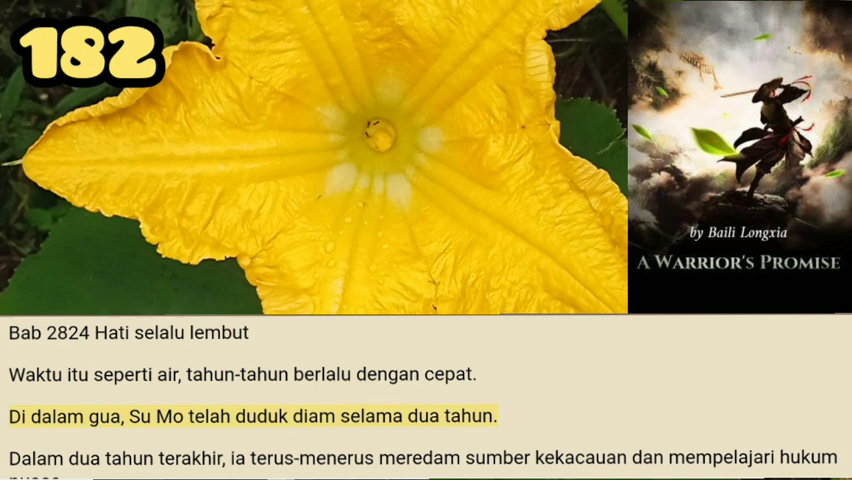 182
by Baili Longxia
A WARRIOR'S PROMISE
Bab 2824 Hati selalu lembut
Waktu itu seperti air, tahun-tahun berlalu dengan cepat.
Di dalam gua, Su Mo telah duduk diam selama dua tahun.
Dalam dua tahun terakhir, ia terus-menerus meredam sumber kekacauan dan mempelajari hukum